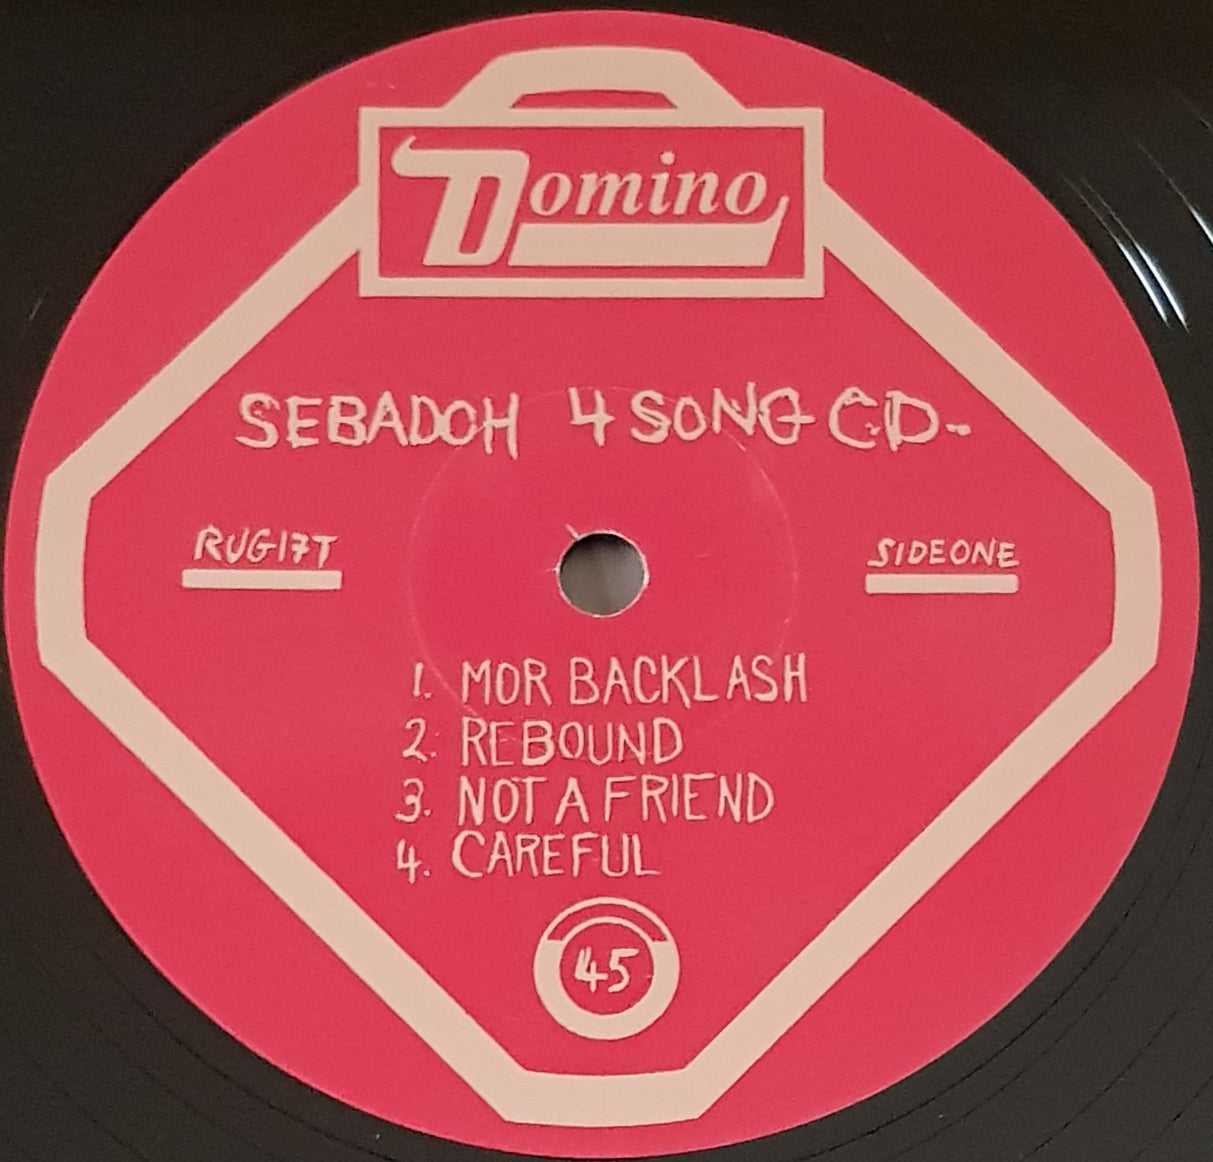 Domino
SEBADOH 4 SONG CD-
RUG17T
SIDE ONE
1. MOR BACKLASH
2. REBOUND
3. NOT A FRIEND
4. CAREFUL
45